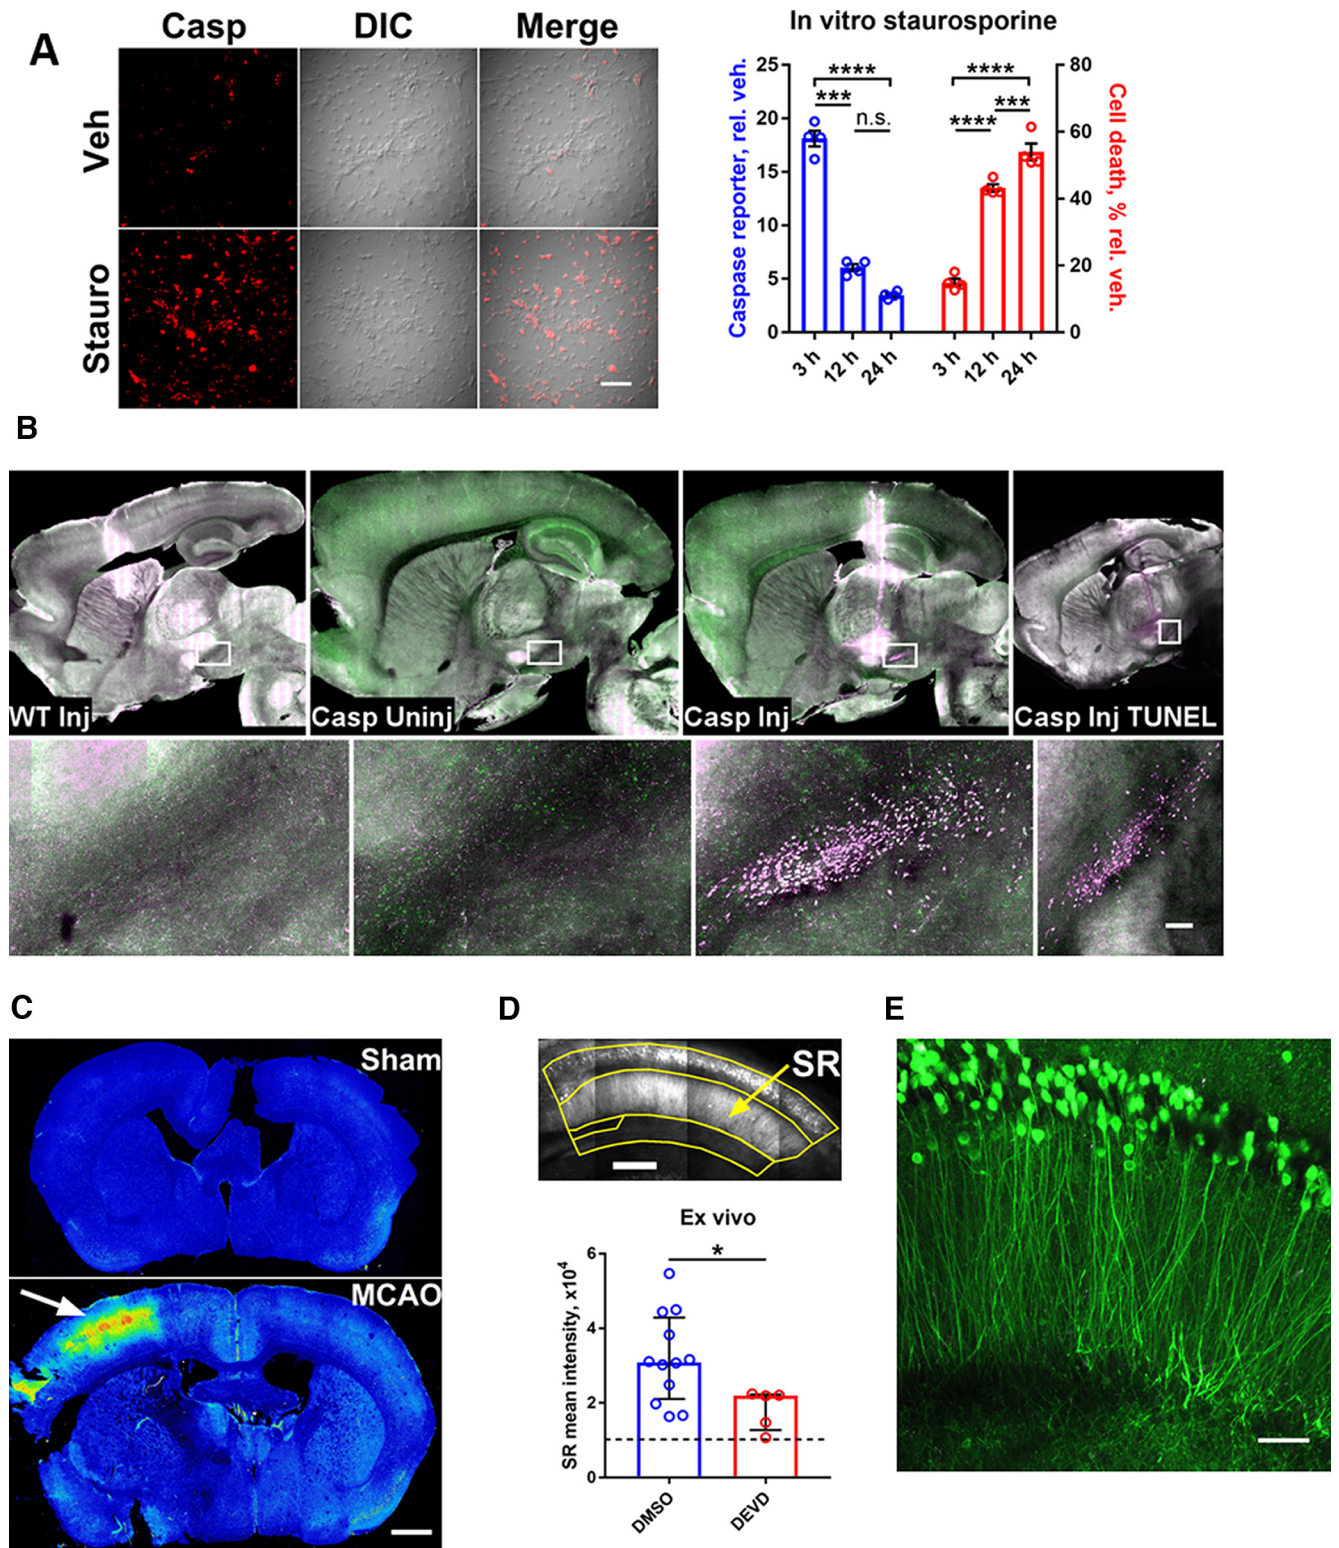 A
Casp
DIC
Merge
Veh
Stauro
In vitro staurosporine
Caspase reporter, rel. veh.
25
20
15
10
5
0
****
***
n.s.
****
***
****
80
60
40
20
0
Cell death, % rel. veh.
3 h
12 h
24 h
3 h
12 h
24 h
B
WT Inj
Casp Uninj
Casp Inj
Casp Inj TUNEL
C
Sham
MCAO
D
SR
Ex vivo
SR mean intensity, x10⁴
6
4
2
0
*
DMSO
DEVD
E